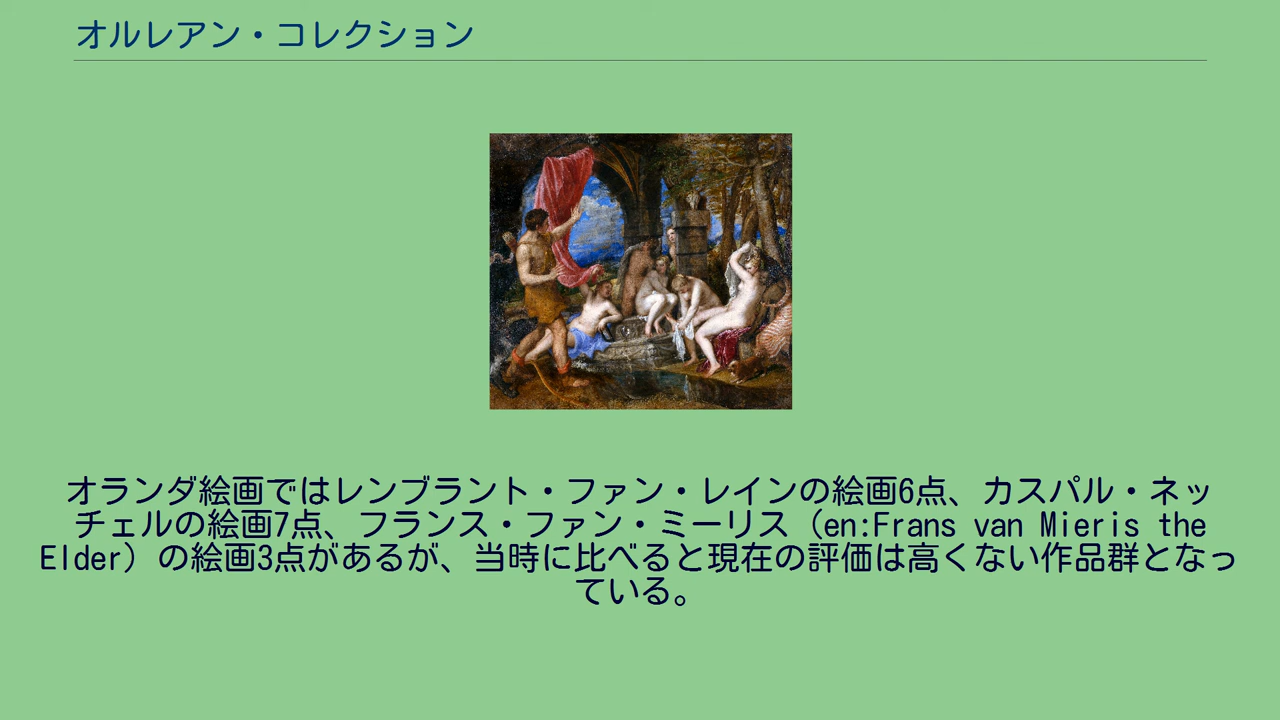 オルレアン・コレクション
オランダ絵画ではレンブラント・ファン・レインの絵画6点、カスパル・ネッ
チェルの絵画7点、フランス・ファン・ミーリス（en:Frans van Mieris the
Elder）の絵画3点があるが、当時に比べると現在の評価は高くない作品群となっ
ている。